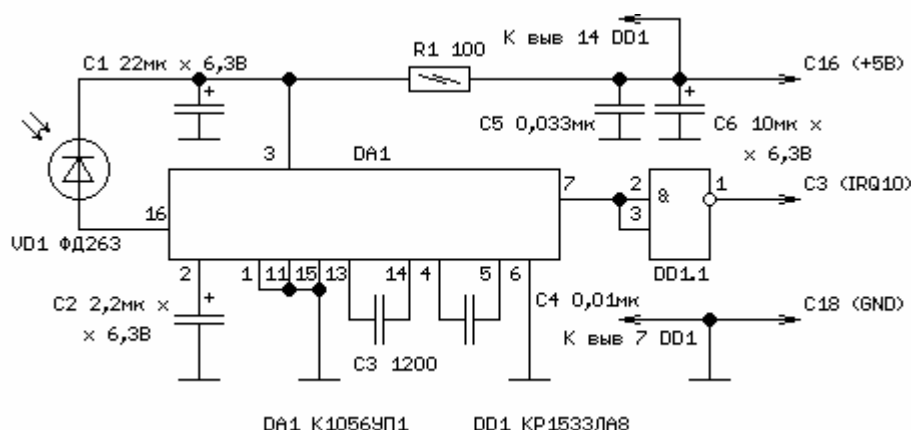 К выв 14 DD1
R1 100
C1 22мк × 6,3В
+
C16 (+5В)
C5 0,033мк
+
C6 10мк ×
× 6,3В
3
DA1
7
2
&
1
C3 (IRQ10)
3
16
VD1 ФД263
DD1.1
2
1
11
15
13
14
4
5
6
C2 2,2мк ×
× 6,3В
+
C4 0,01мк
C18 (GND)
К выв 7 DD1
C3 1200
DA1 К1056УП1
DD1 КР1533ЛА8